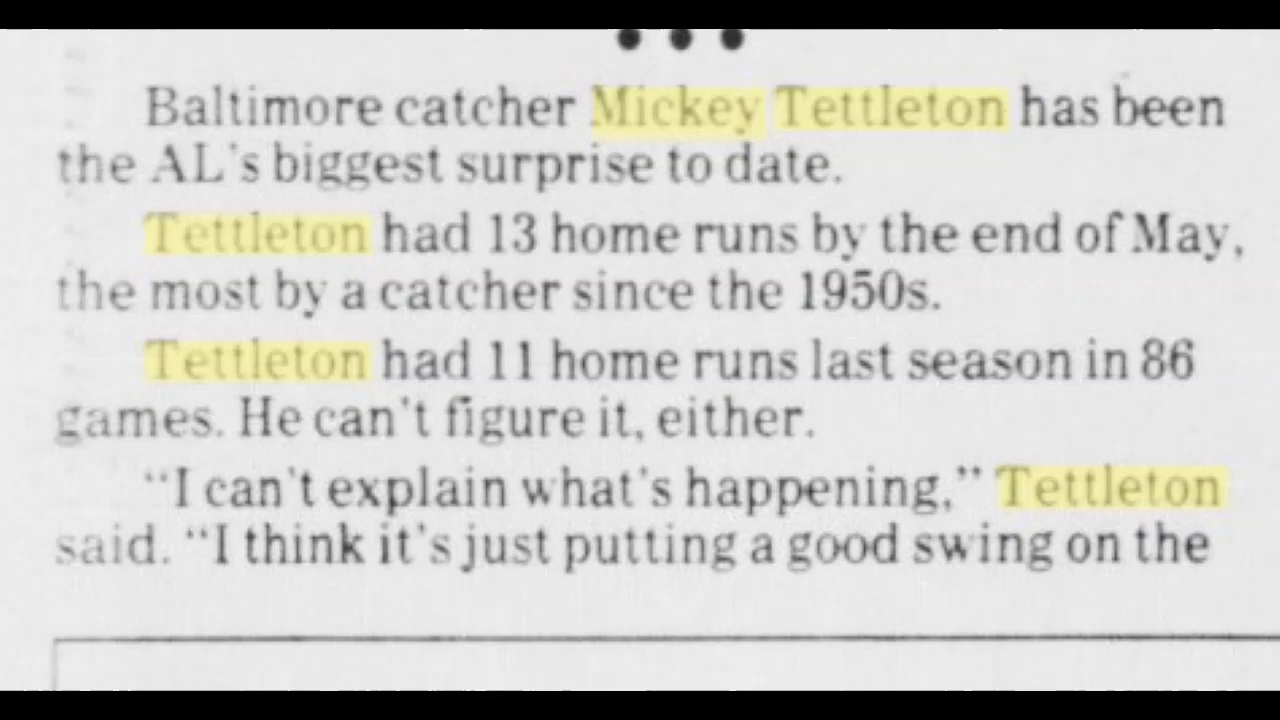 Baltimore catcher Mickey Tettleton has been
the AL's biggest surprise to date.
Tettleton had 13 home runs by the end of May,
the most by a catcher since the 1950s.
Tettleton had 11 home runs last season in 86
games. He can't figure it, either.
“I can't explain what's happening,” Tettleton
said. “I think it's just putting a good swing on the